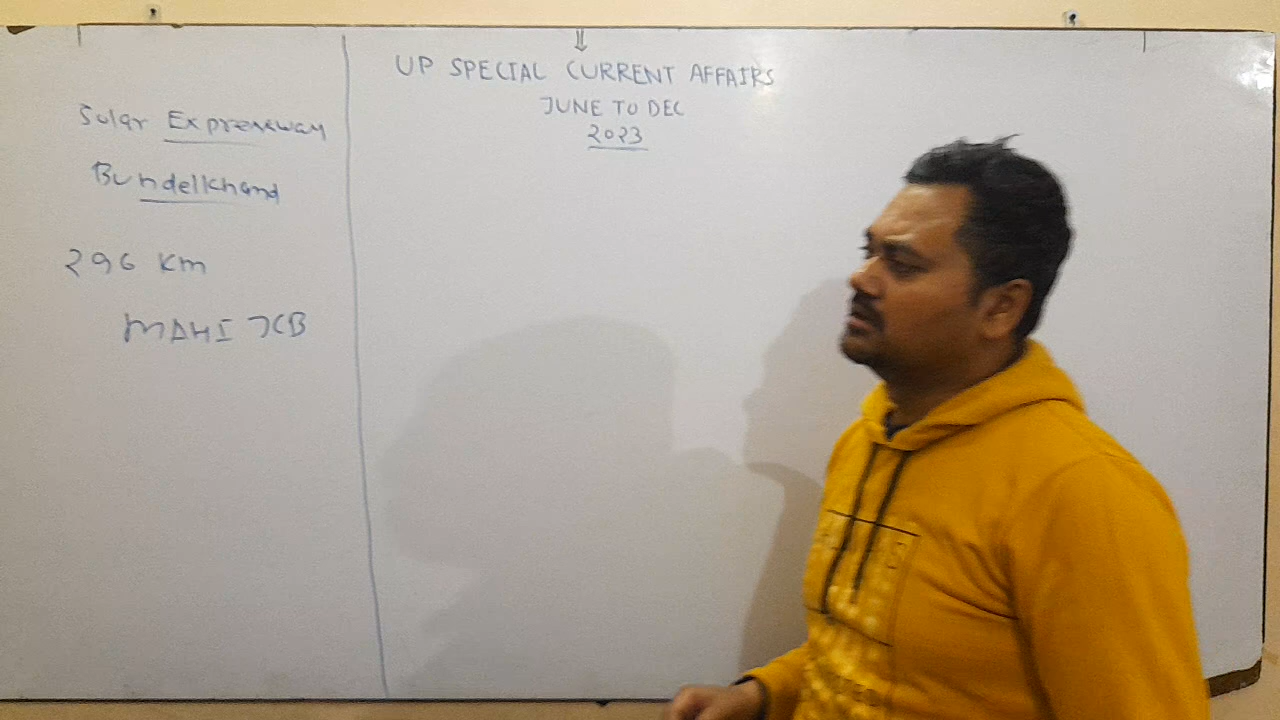 UP SPECIAL CURRENT AFFAIRS
JUNE TO DEC
2023
Solar Expressway
Bundelkhand
296 Km
MAHI JCB